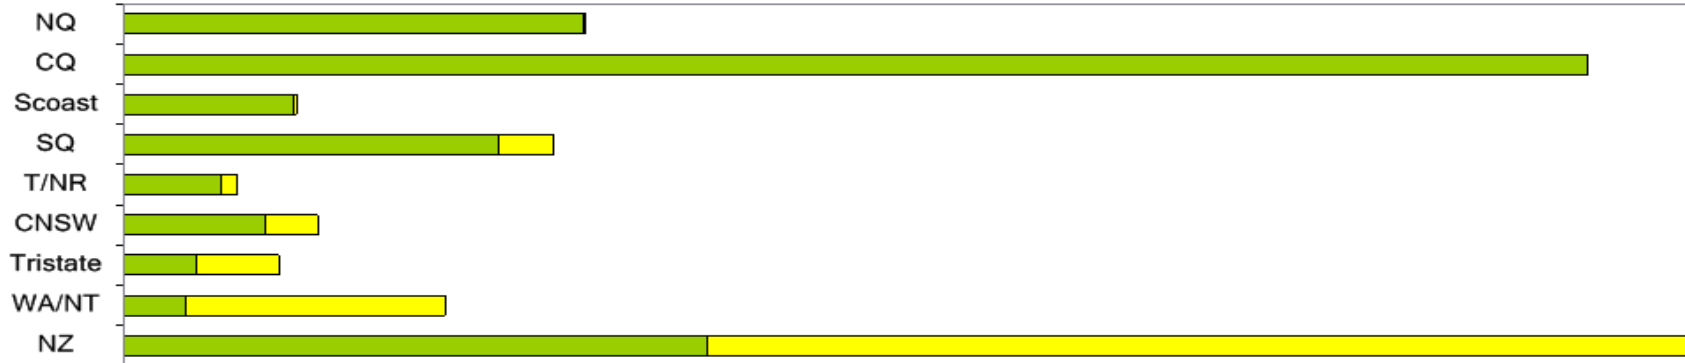 NQ
CQ
Scoast
SQ
T/NR
CNSW
Tristate
WA/NT
NZ